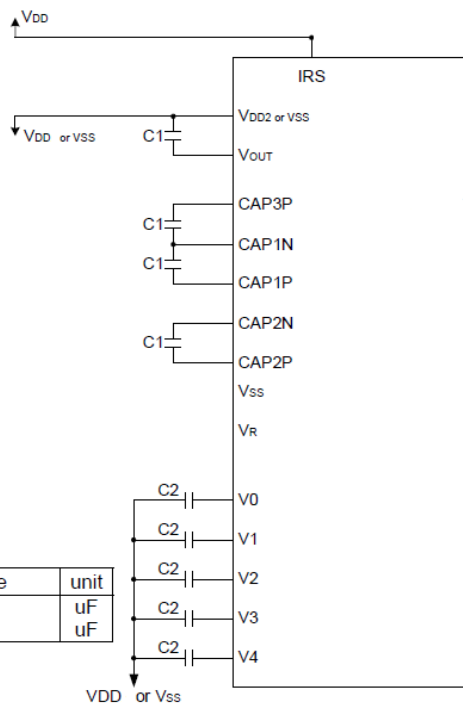 VDD
IRS
VDD2 or VSS
VDD or VSS
C1
VOUT
CAP3P
C1
CAP1N
C1
CAP1P
CAP2N
C1
CAP2P
Vss
VR
C2
V0
C2
V1
C2
V2
e unit
uF
C2
V3
uF
C2
V4
VDD or Vss